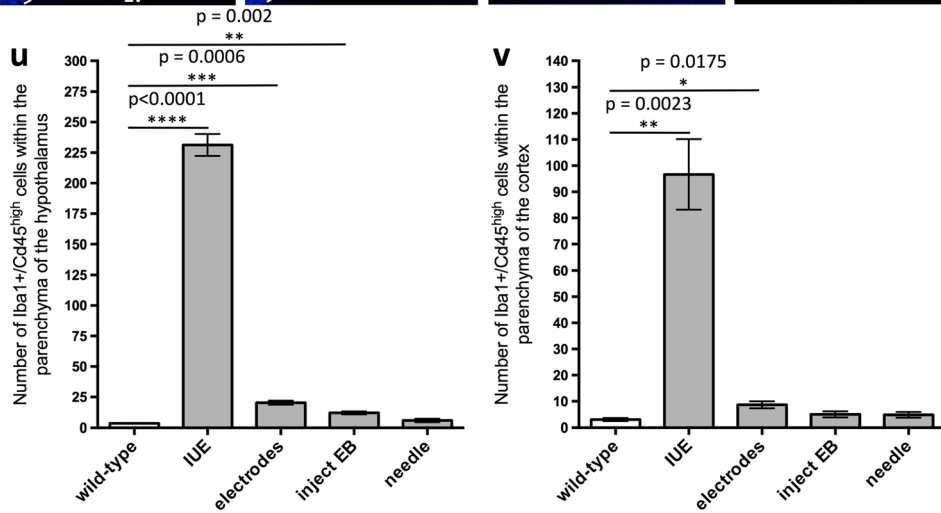 u
p = 0.002
**
p = 0.0006
***
p<0.0001
****
Number of Iba1+/Cd45high cells within the
parenchyma of the hypothalamus
300
275
250
225
200
175
150
125
100
75
50
25
0
wild-type
IUE
electrodes
inject EB
needle
v
p = 0.0175
*
p = 0.0023
**
Number of Iba1+/Cd45high cells within the
parenchyma of the cortex
140
130
120
110
100
90
80
70
60
50
40
30
20
10
0
wild-type
IUE
electrodes
inject EB
needle